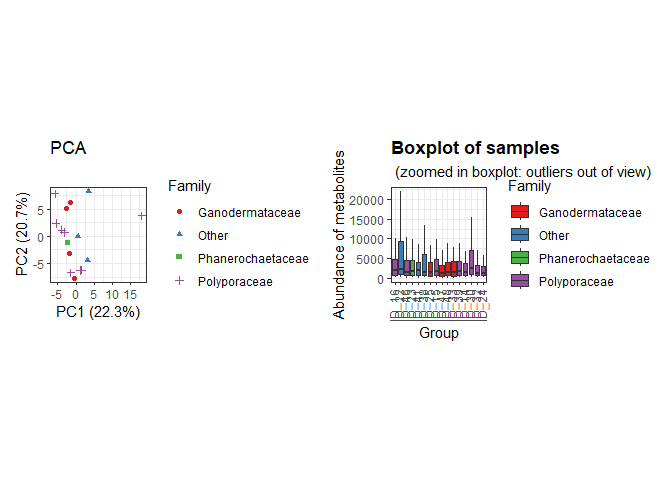 PCA
PC2 (20.7%)
5
0
-5
-5 0 5 10 15
PC1 (22.3%)
Family
Ganodermataceae
Other
Phanerochaetaceae
Polyporaceae
Boxplot of samples
(zoomed in boxplot: outliers out of view)
Abundance of metabolites
20000
15000
10000
5000
0
Group
Family
Ganodermataceae
Other
Phanerochaetaceae
Polyporaceae